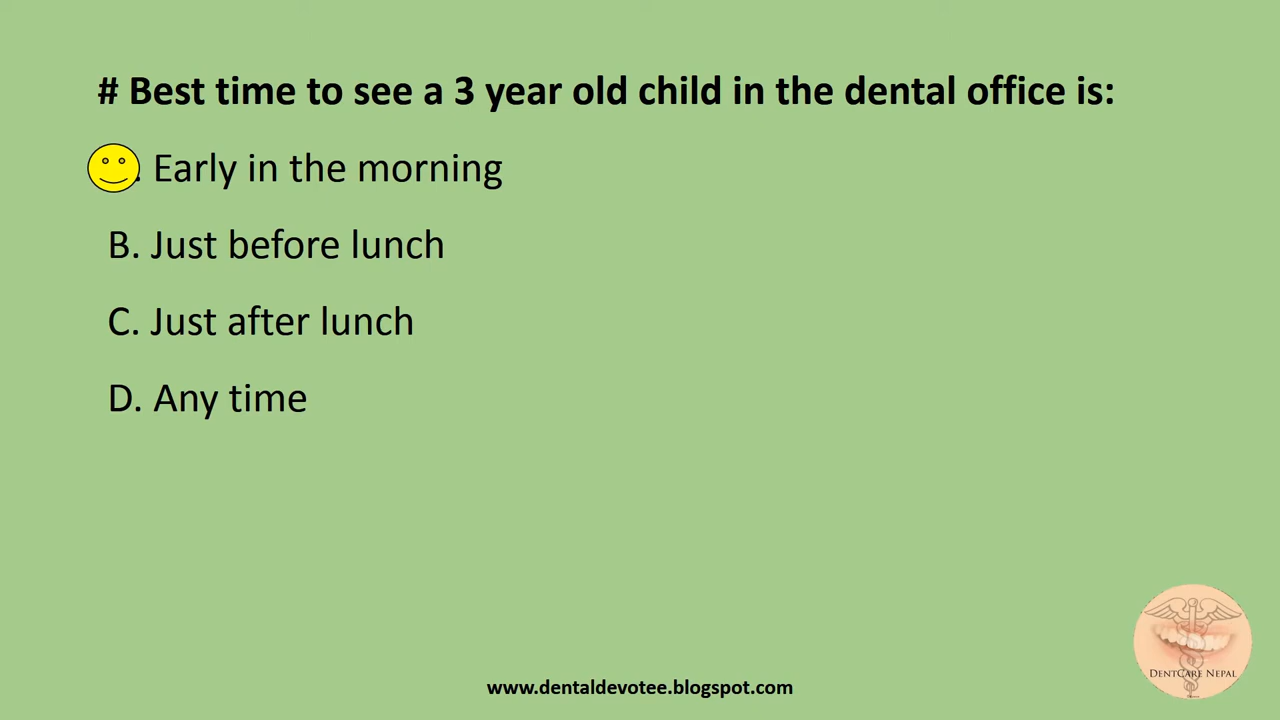 # Best time to see a 3 year old child in the dental office is:
. Early in the morning
B. Just before lunch
C. Just after lunch
D. Any time
DENTCARE NEPAL
www.dentaldevotee.blogspot.com